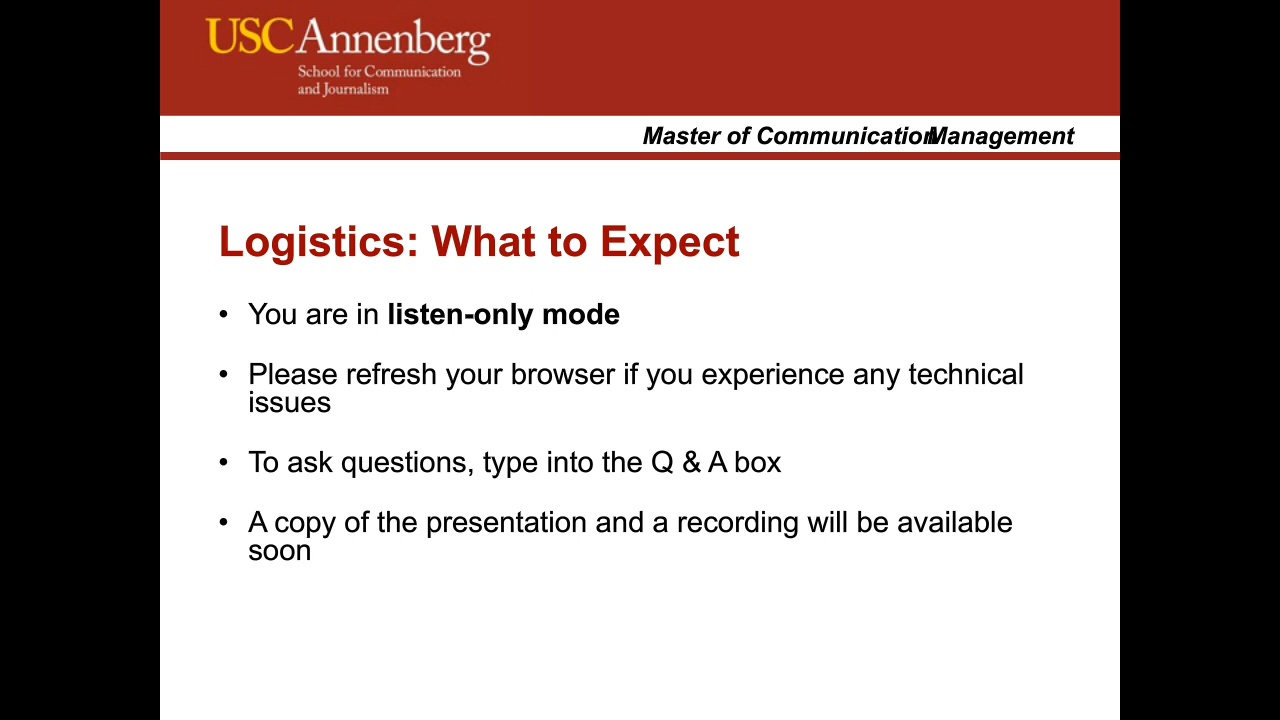 USC Annenberg
School for Communication
and Journalism
Master of Communication Management
Logistics: What to Expect
• You are in listen-only mode
• Please refresh your browser if you experience any technical
issues
• To ask questions, type into the Q & A box
• A copy of the presentation and a recording will be available
soon